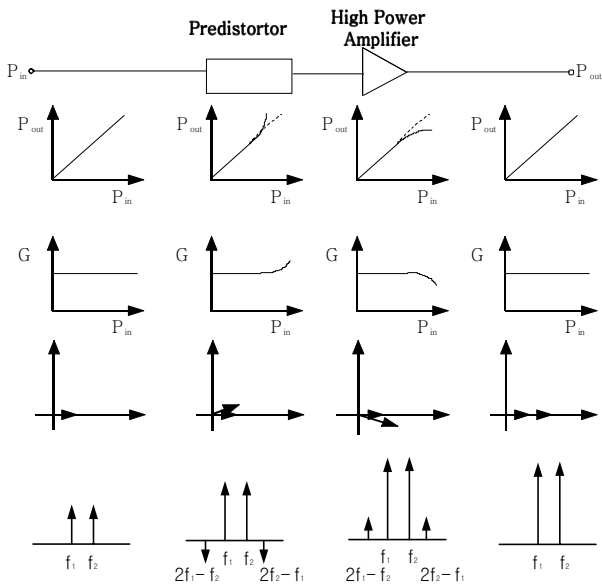 Predistortor
High Power
Amplifier
Pin
Pout
Pout
Pout
Pout
Pout
Pin
Pin
Pin
Pin
G
G
G
G
Pin
Pin
Pin
Pin
f₁ f₂
f₁ f₂
2f₁− f₂ 2f₂− f₁
f₁ f₂
2f₁− f₂ 2f₂− f₁
f₁ f₂